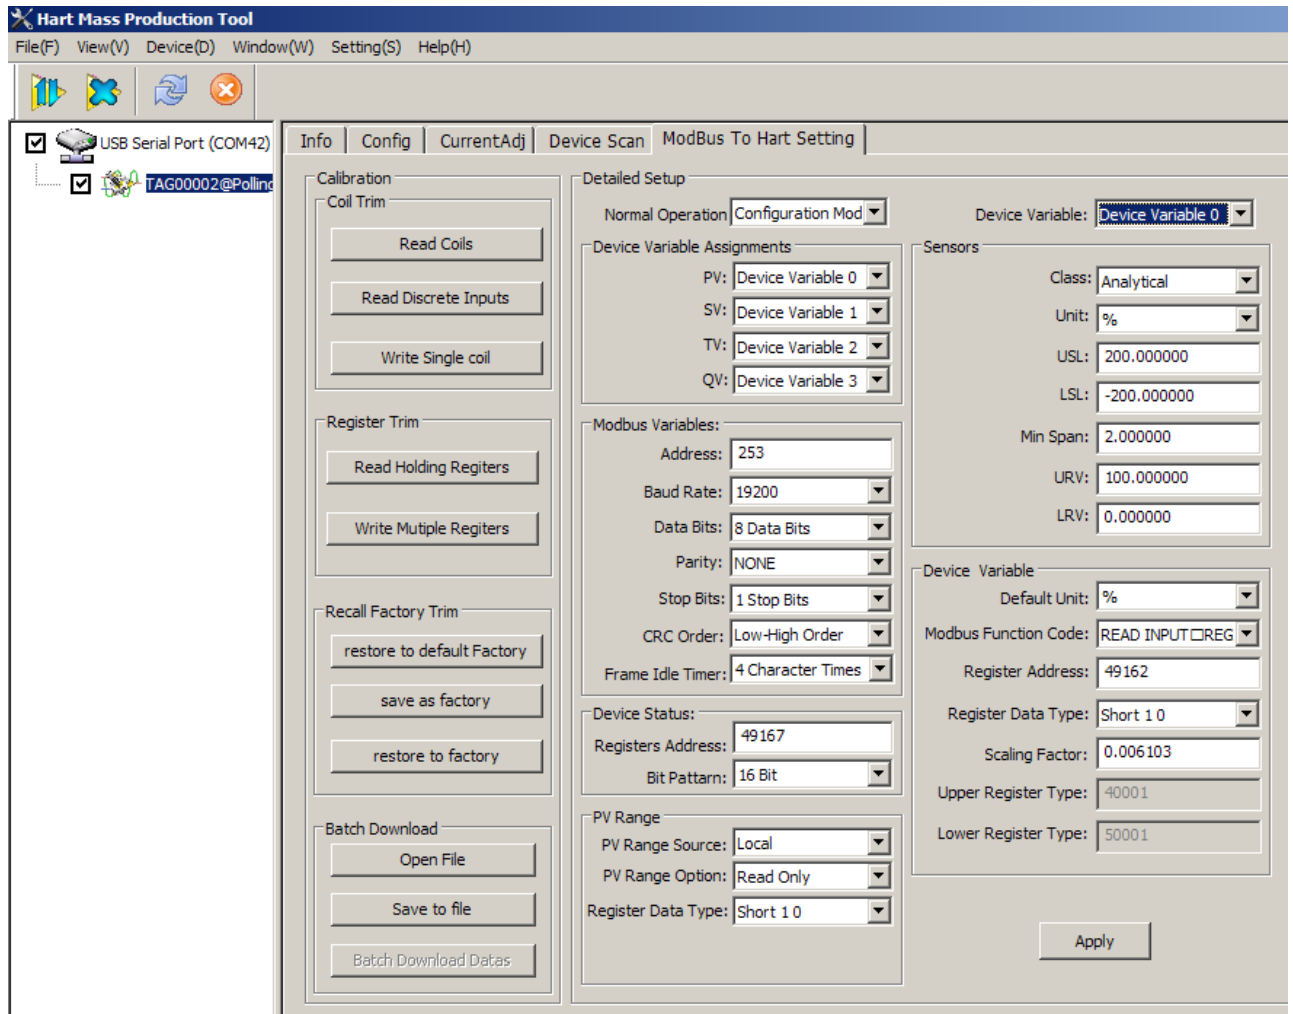 Hart Mass Production Tool
File(F) View(V) Device(D) Window(W) Setting(S) Help(H)
USB Serial Port (COM42)
TAG00002@Polling
Info Config CurrentAdj Device Scan ModBus To Hart Setting
Calibration
Coil Trim
Read Coils
Read Discrete Inputs
Write Single coil
Register Trim
Read Holding Regiters
Write Mutiple Regiters
Recall Factory Trim
restore to default Factory
save as factory
restore to factory
Batch Download
Open File
Save to file
Batch Download Datas
Detailed Setup
Normal Operation Configuration Mod
Device Variable Assignments
PV: Device Variable 0
SV: Device Variable 1
TV: Device Variable 2
QV: Device Variable 3
Modbus Variables:
Address: 253
Baud Rate: 19200
Data Bits: 8 Data Bits
Parity: NONE
Stop Bits: 1 Stop Bits
CRC Order: Low-High Order
Frame Idle Timer: 4 Character Times
Device Status:
Registers Address: 49167
Bit Pattarn: 16 Bit
PV Range
PV Range Source: Local
PV Range Option: Read Only
Register Data Type: Short 1 0
Device Variable: Device Variable 0
Sensors
Class: Analytical
Unit: %
USL: 200.000000
LSL: -200.000000
Min Span: 2.000000
URV: 100.000000
LRV: 0.000000
Device Variable
Default Unit: %
Modbus Function Code: READ INPUT□REG
Register Address: 49162
Register Data Type: Short 1 0
Scaling Factor: 0.006103
Upper Register Type: 40001
Lower Register Type: 50001
Apply